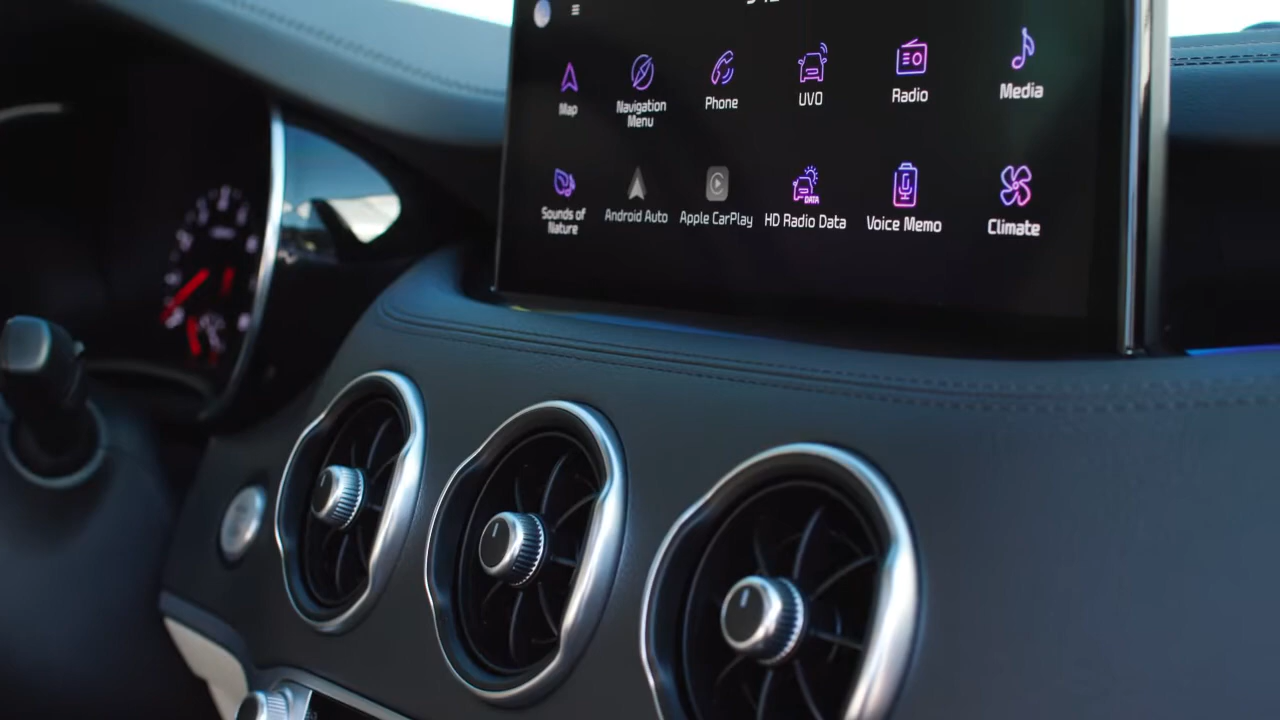 Map
Navigation
Menu
Phone
UVO
Radio
Media
Sounds of
Nature
Android Auto
Apple CarPlay
HD Radio Data
DATA
Voice Memo
Climate